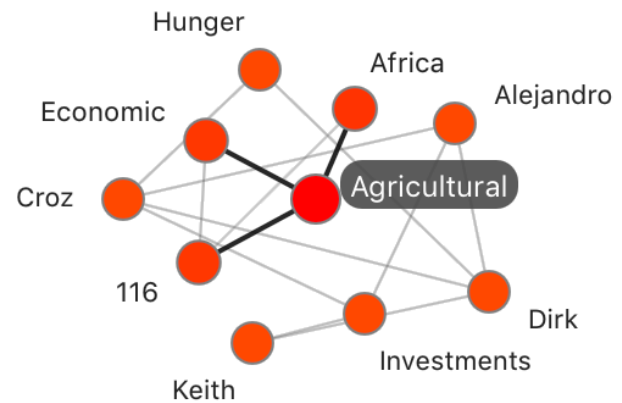 Hunger
Africa
Alejandro
Economic
Agricultural
Croz
116
Dirk
Investments
Keith